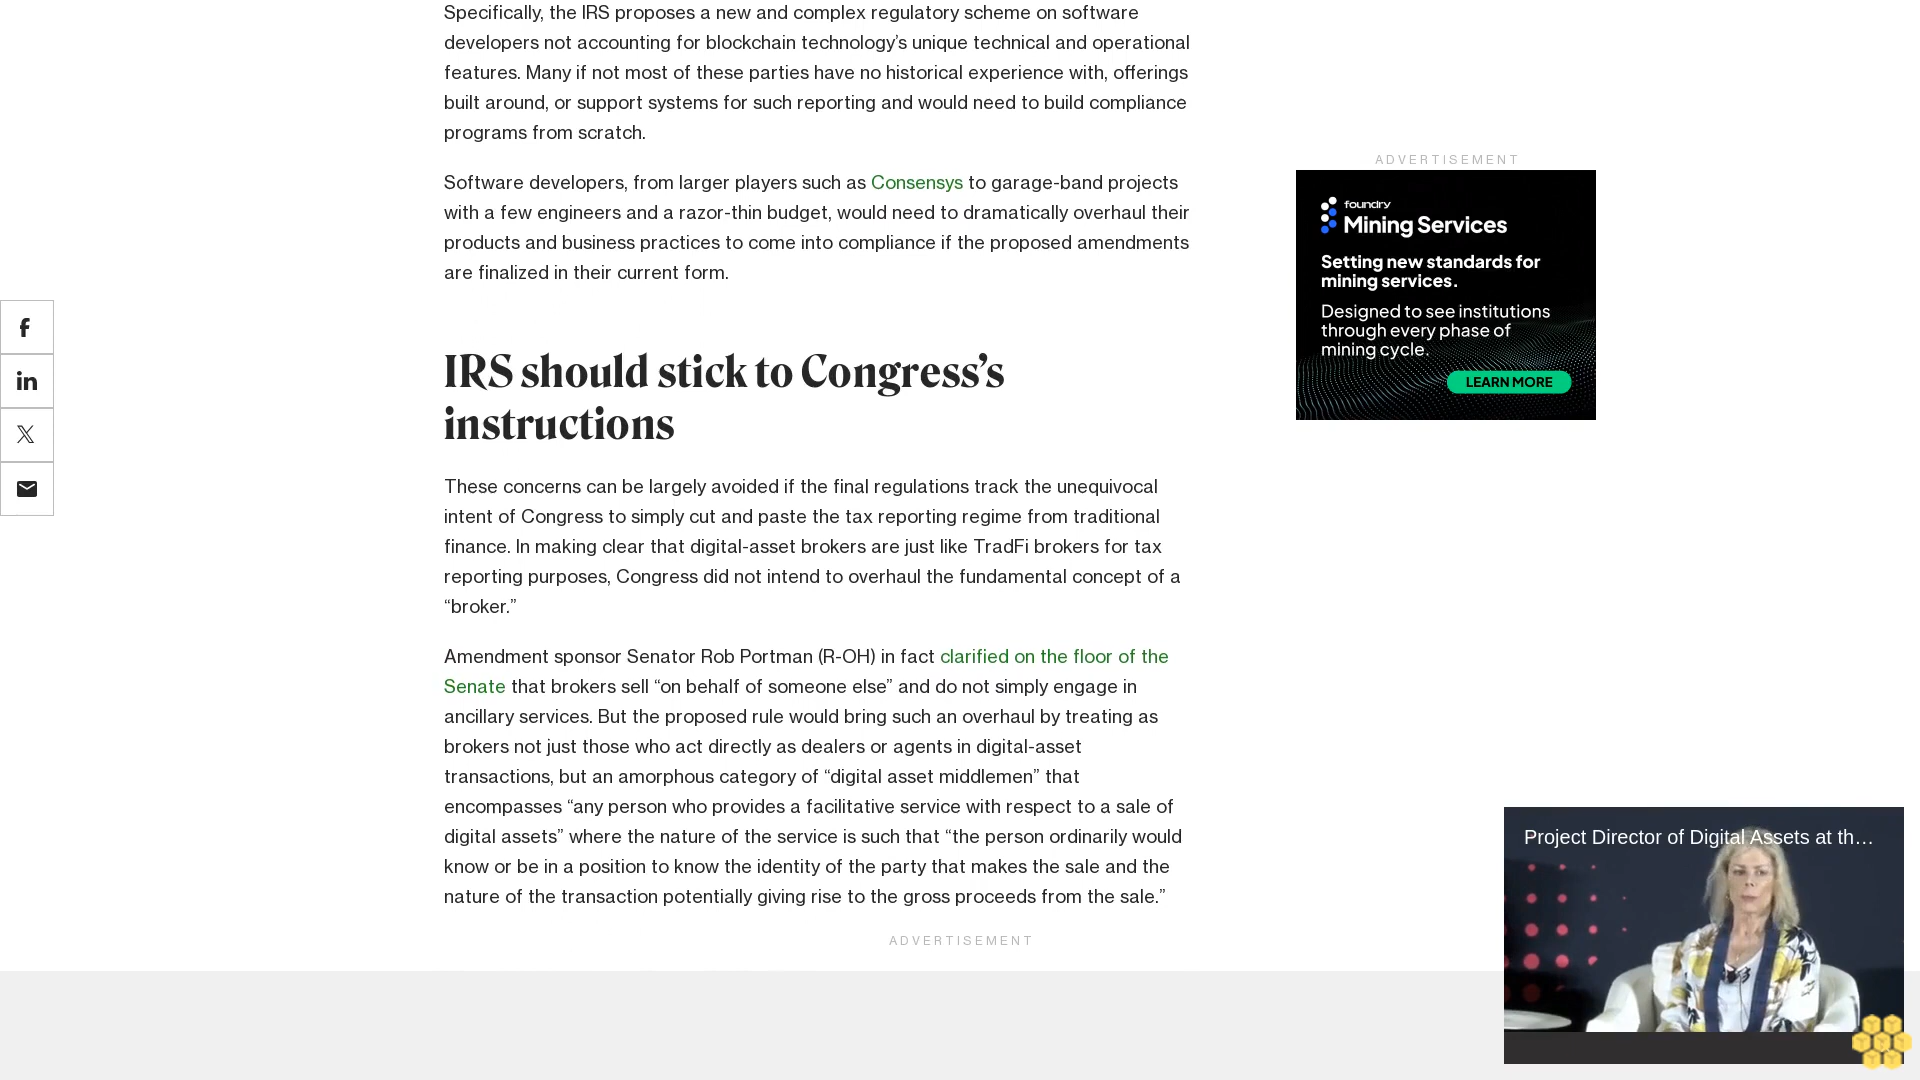 Specifically, the IRS proposes a new and complex regulatory scheme on software
developers not accounting for blockchain technology’s unique technical and operational
features. Many if not most of these parties have no historical experience with, offerings
built around, or support systems for such reporting and would need to build compliance
programs from scratch.
Software developers, from larger players such as Consensys to garage-band projects
with a few engineers and a razor-thin budget, would need to dramatically overhaul their
products and business practices to come into compliance if the proposed amendments
are finalized in their current form.
IRS should stick to Congress’s
instructions
These concerns can be largely avoided if the final regulations track the unequivocal
intent of Congress to simply cut and paste the tax reporting regime from traditional
finance. In making clear that digital-asset brokers are just like TradFi brokers for tax
reporting purposes, Congress did not intend to overhaul the fundamental concept of a
“broker.”
Amendment sponsor Senator Rob Portman (R-OH) in fact clarified on the floor of the
Senate that brokers sell “on behalf of someone else” and do not simply engage in
ancillary services. But the proposed rule would bring such an overhaul by treating as
brokers not just those who act directly as dealers or agents in digital-asset
transactions, but an amorphous category of “digital asset middlemen” that
encompasses “any person who provides a facilitative service with respect to a sale of
digital assets” where the nature of the service is such that “the person ordinarily would
know or be in a position to know the identity of the party that makes the sale and the
nature of the transaction potentially giving rise to the gross proceeds from the sale.”
ADVERTISEMENT
ADVERTISEMENT
foundry
Mining Services
Setting new standards for
mining services.
Designed to see institutions
through every phase of
mining cycle.
LEARN MORE
Project Director of Digital Assets at th…